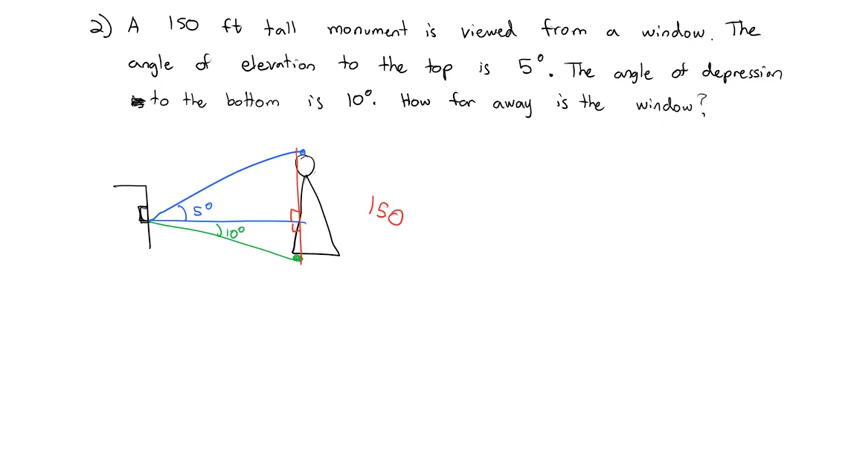 2) A 150 ft tall monument is viewed from a window. The
angle of elevation to the top is 5°. The angle of depression
to the bottom is 10°. How far away is the window?
5°
150
10°